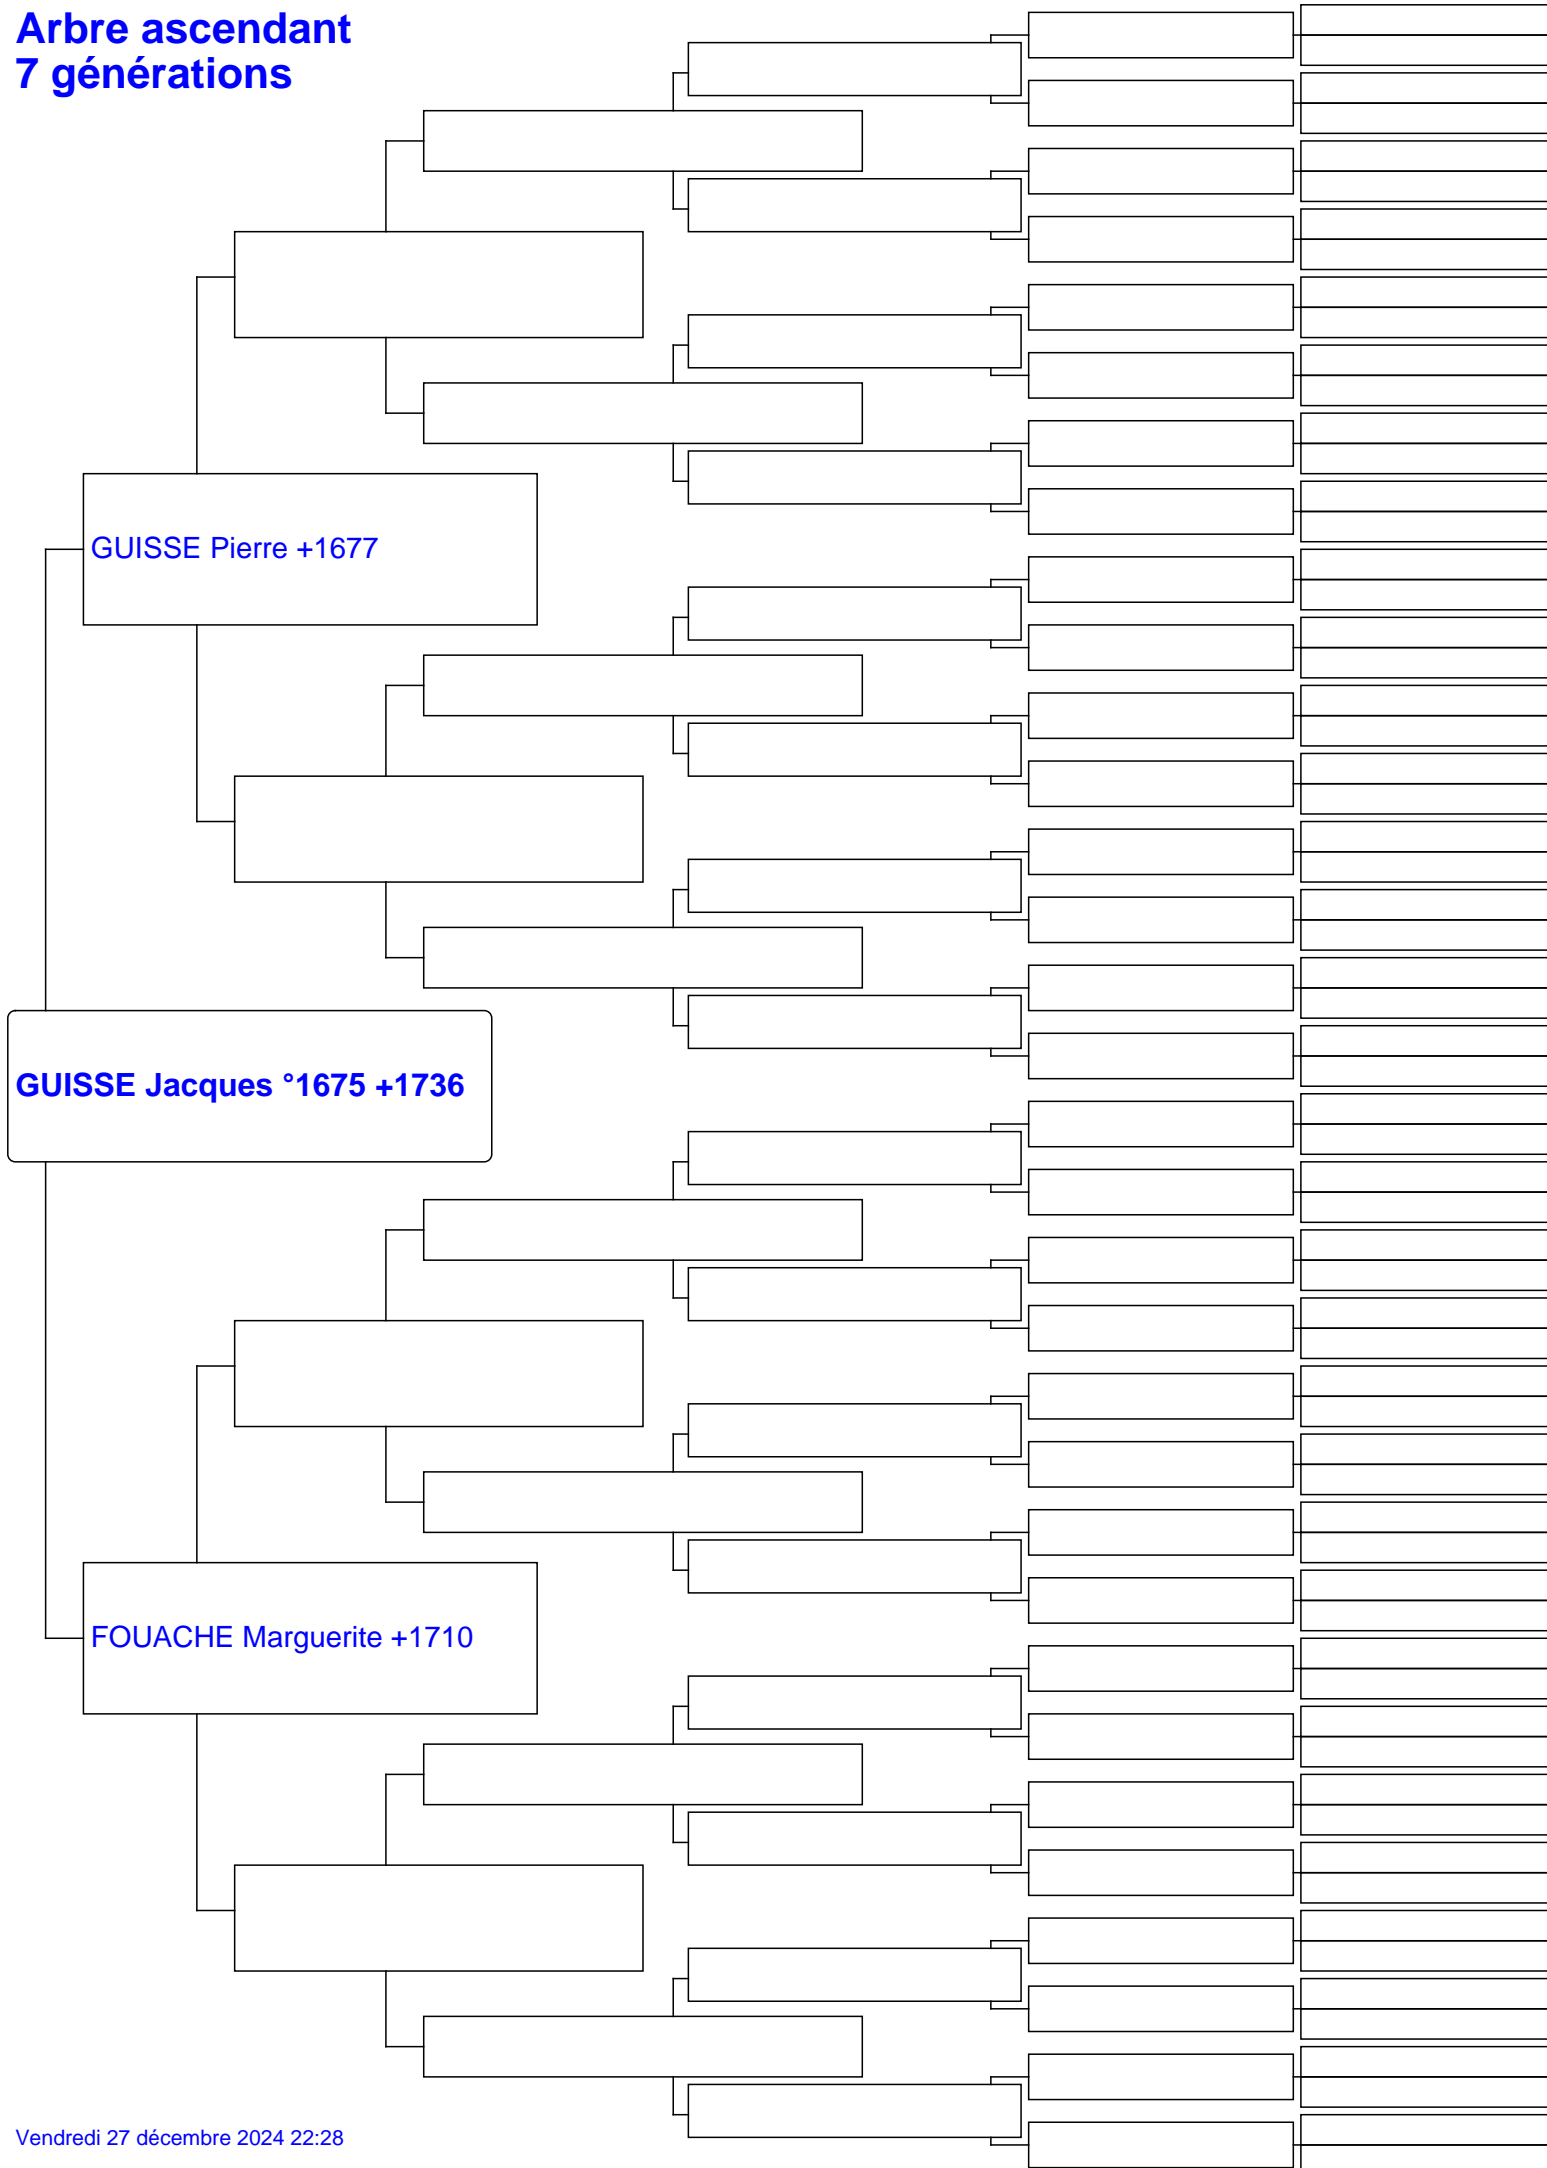 Arbre ascendant
7 générations
GUISSE Pierre +1677
GUISSE Jacques °1675 +1736
FOUACHE Marguerite +1710
Vendredi 27 décembre 2024 22:28